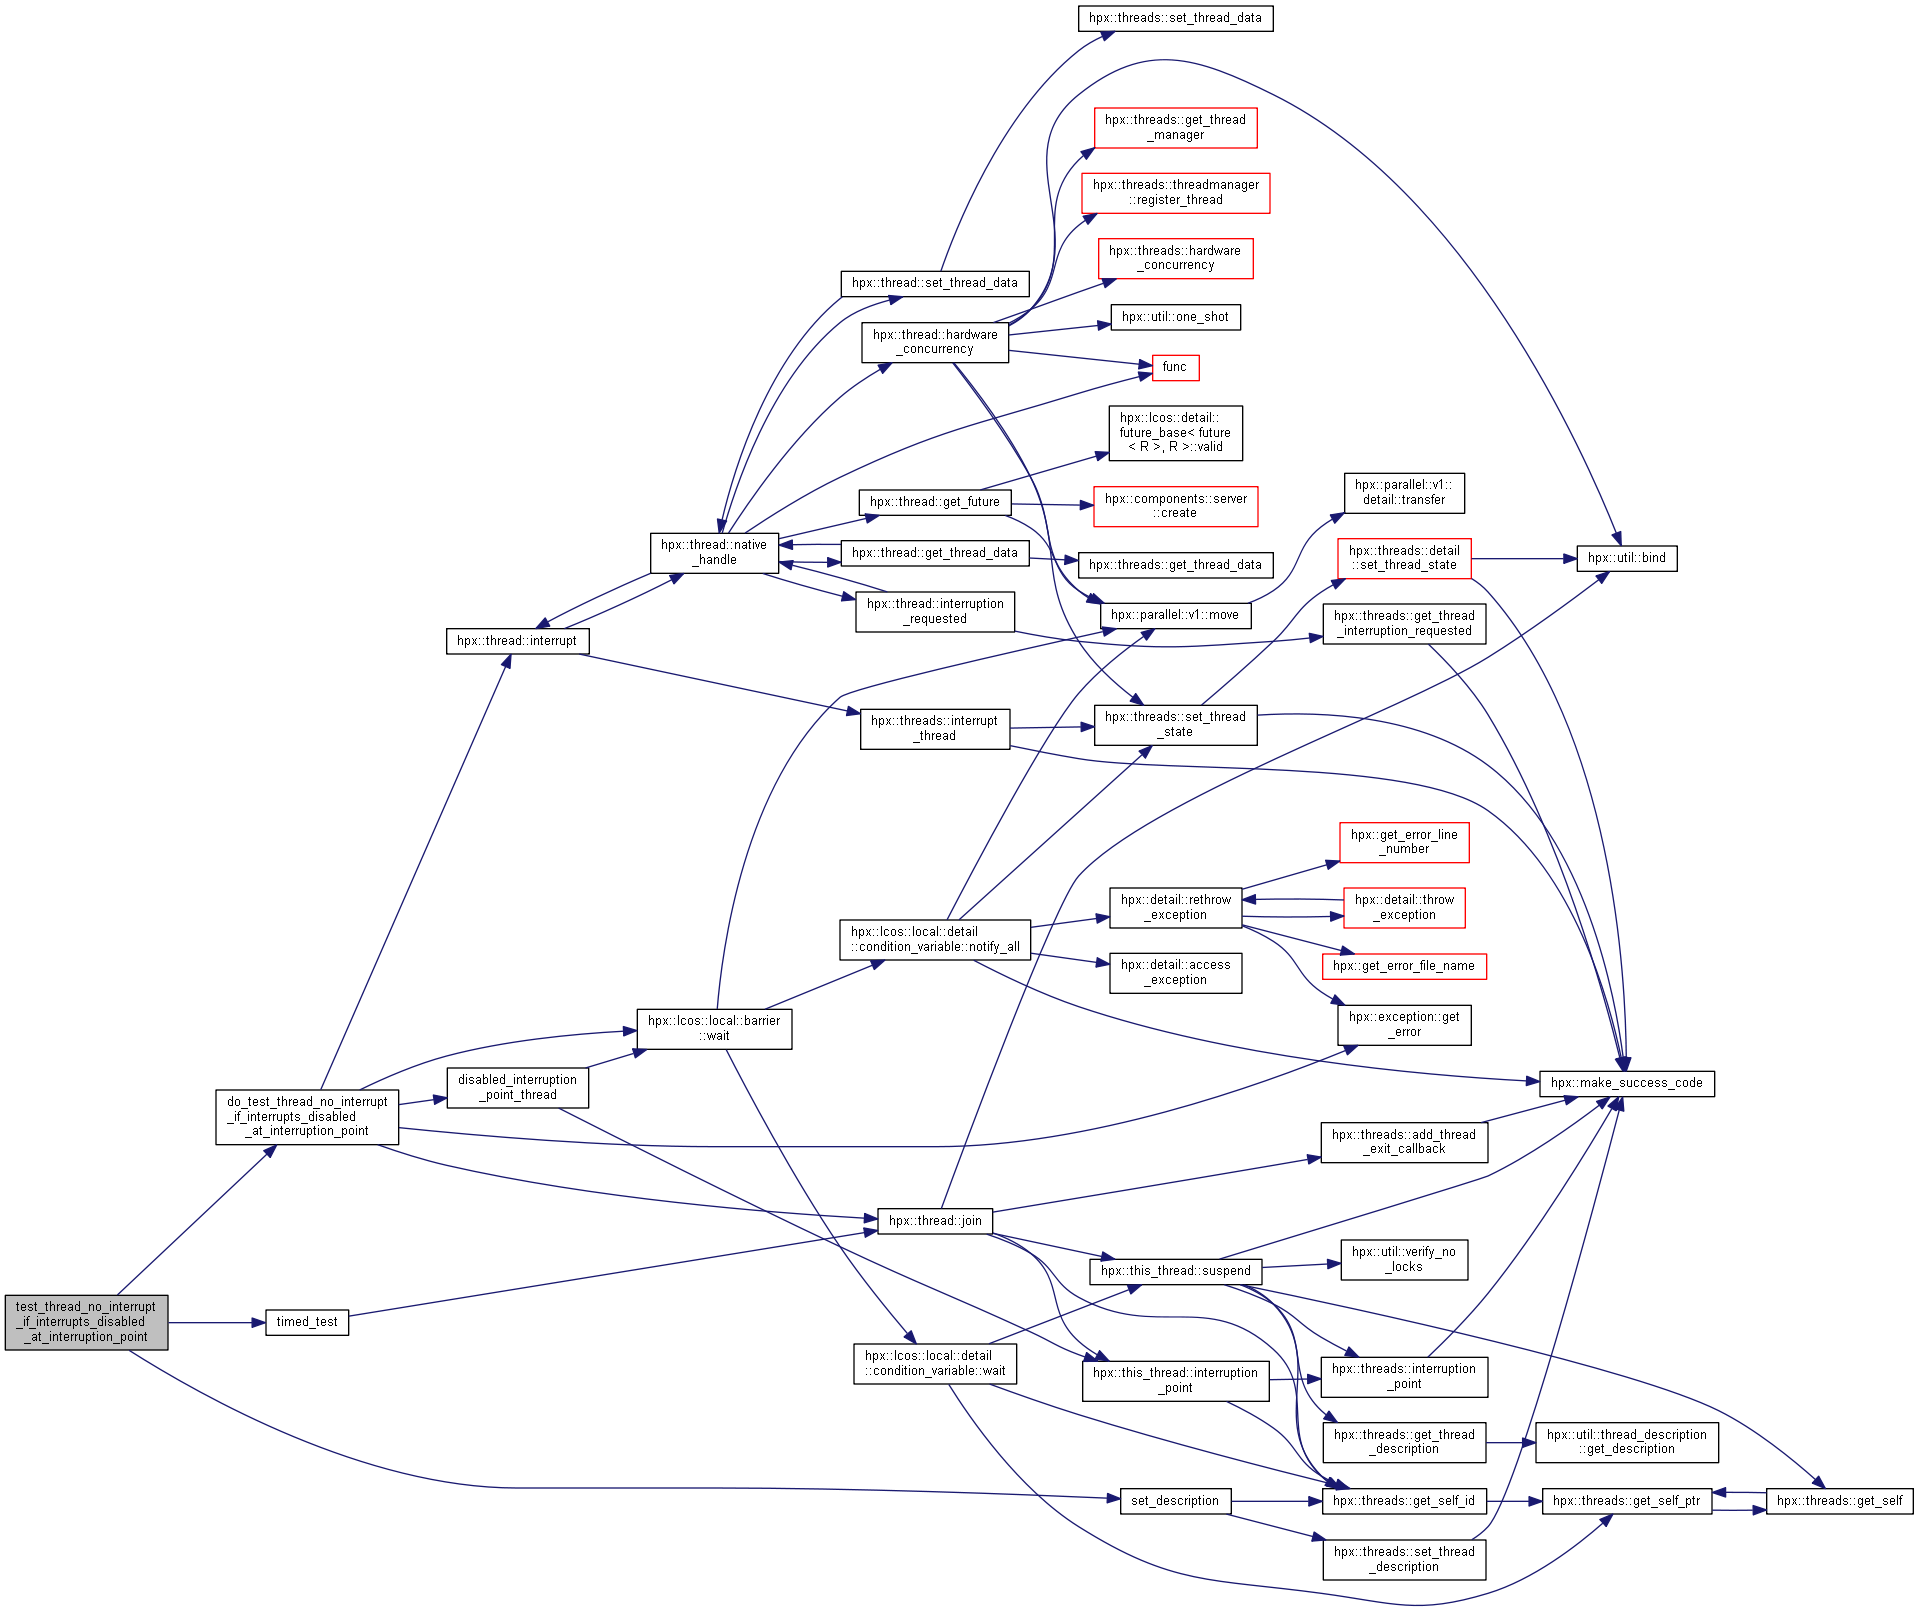 hpx::threads::set_thread_data
hpx::threads::get_thread
_manager
hpx::threads::threadmanager
::register_thread
hpx::threads::hardware
_concurrency
hpx::thread::set_thread_data
hpx::util::one_shot
hpx::thread::hardware
_concurrency
func
hpx::lcos::detail::
future_base< future
< R >, R >::valid
hpx::parallel::v1::
detail::transfer
hpx::thread::get_future
hpx::components::server
::create
hpx::thread::native
_handle
hpx::thread::get_thread_data
hpx::threads::get_thread_data
hpx::threads::detail
::set_thread_state
hpx::util::bind
hpx::thread::interruption
_requested
hpx::parallel::v1::move
hpx::threads::get_thread
_interruption_requested
hpx::thread::interrupt
hpx::threads::interrupt
_thread
hpx::threads::set_thread
_state
hpx::get_error_line
_number
hpx::detail::rethrow
_exception
hpx::detail::throw
_exception
hpx::lcos::local::detail
::condition_variable::notify_all
hpx::detail::access
_exception
hpx::get_error_file_name
hpx::lcos::local::barrier
::wait
hpx::exception::get
_error
disabled_interruption
_point_thread
hpx::make_success_code
do_test_thread_no_interrupt
_if_interrupts_disabled
_at_interruption_point
hpx::threads::add_thread
_exit_callback
hpx::thread::join
hpx::this_thread::suspend
hpx::util::verify_no
_locks
test_thread_no_interrupt
_if_interrupts_disabled
_at_interruption_point
timed_test
hpx::lcos::local::detail
::condition_variable::wait
hpx::this_thread::interruption
_point
hpx::threads::interruption
_point
hpx::threads::get_thread
_description
hpx::util::thread_description
::get_description
set_description
hpx::threads::get_self_id
hpx::threads::get_self_ptr
hpx::threads::get_self
hpx::threads::set_thread
_description